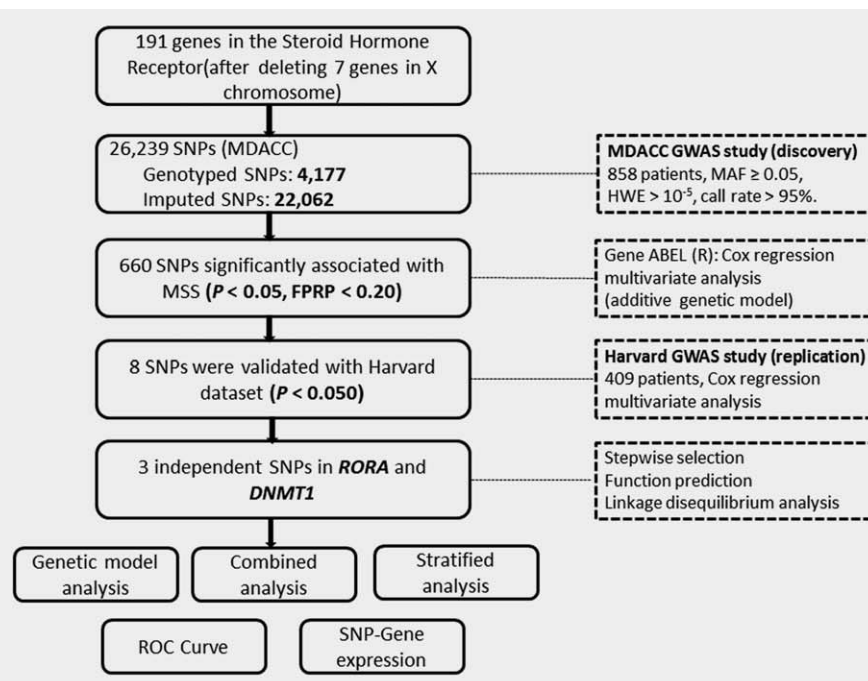 191 genes in the Steroid Hormone
Receptor(after deleting 7 genes in X
chromosome)
26,239 SNPs (MDACC)
Genotyped SNPs: 4,177
Imputed SNPs: 22,062
MDACC GWAS study (discovery)
858 patients, MAF ≥ 0.05,
HWE > 10⁻⁵, call rate > 95%.
660 SNPs significantly associated with
MSS (P < 0.05, FPRP < 0.20)
Gene ABEL (R): Cox regression
multivariate analysis
(additive genetic model)
8 SNPs were validated with Harvard
dataset (P < 0.050)
Harvard GWAS study (replication)
409 patients, Cox regression
multivariate analysis
3 independent SNPs in RORA and
DNMT1
Stepwise selection
Function prediction
Linkage disequilibrium analysis
Genetic model
analysis
Combined
analysis
Stratified
analysis
ROC Curve
SNP-Gene
expression